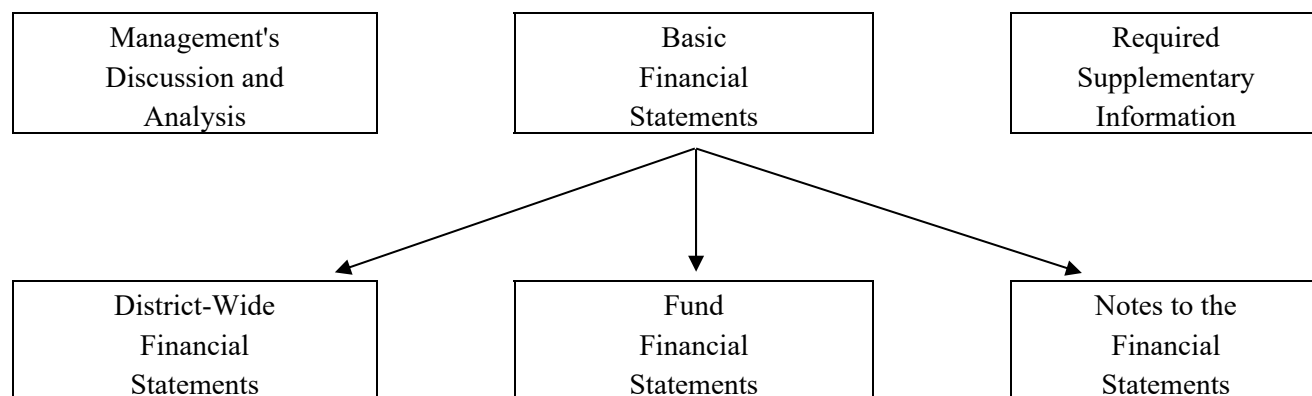 Management's
Discussion and
Analysis
Basic
Financial
Statements
Required
Supplementary
Information
District-Wide
Financial
Statements
Fund
Financial
Statements
Notes to the
Financial
Statements